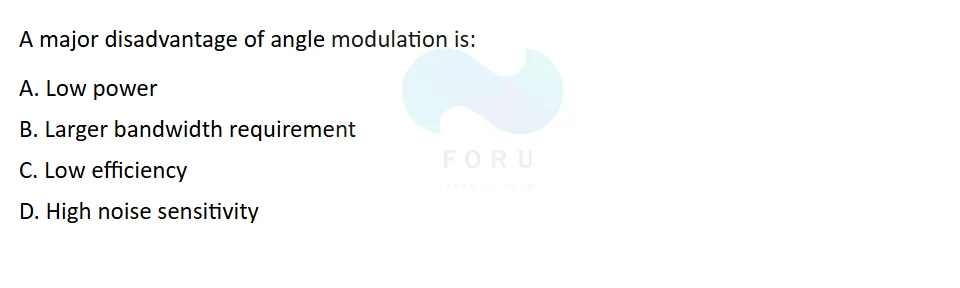 A major disadvantage of angle modulation is:
A. Low power
B. Larger bandwidth requirement
C. Low efficiency
D. High noise sensitivity
FORU